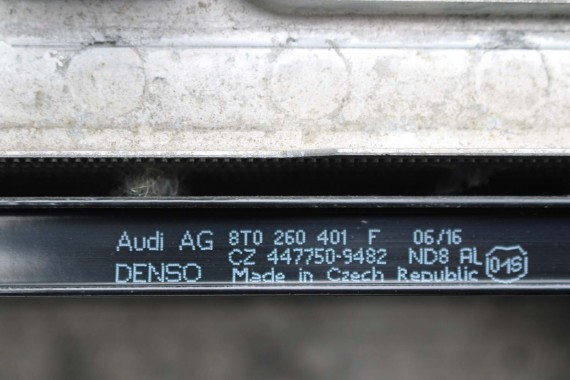 Audi AG 8T0 260 401 F 06/16
CZ 447750-9482 ND8 AL
DENSO Made in Czech Republic